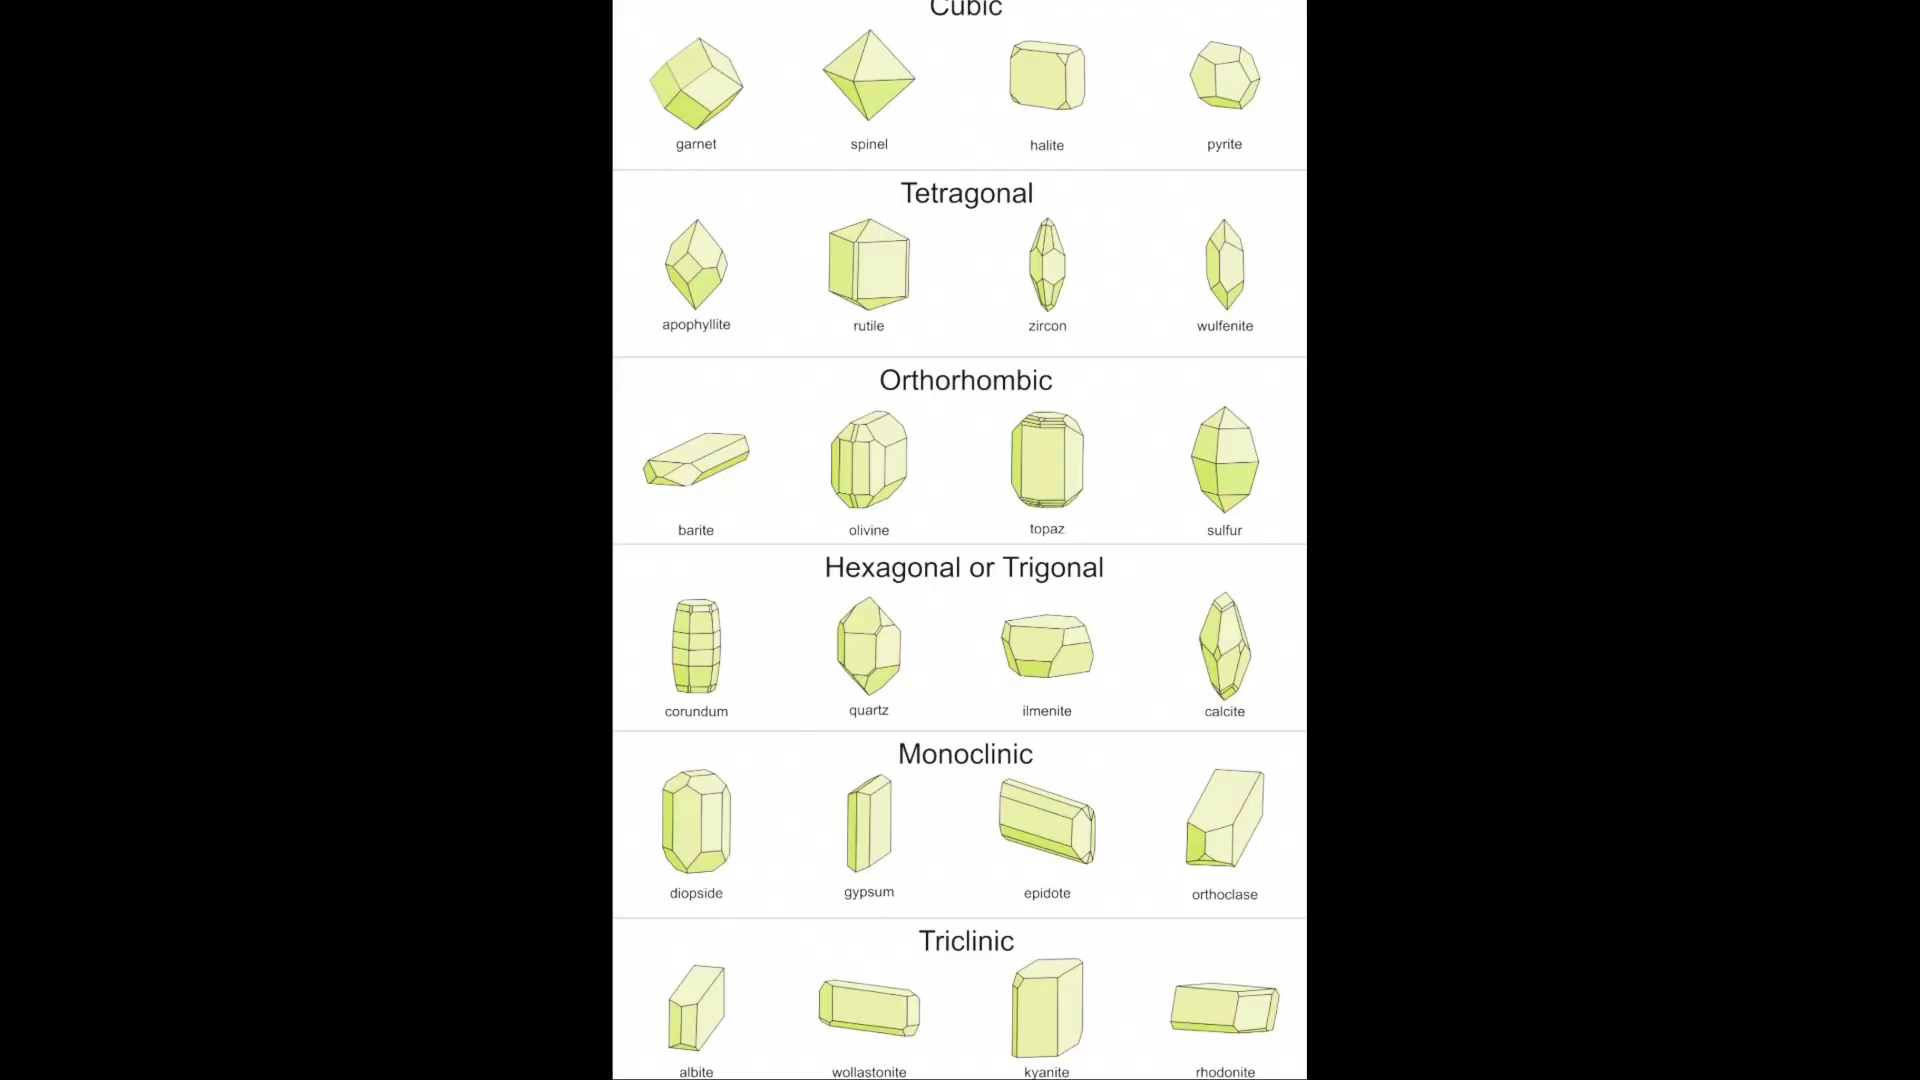 Cubic
garnet spinel halite pyrite
Tetragonal
apophyllite rutile zircon wulfenite
Orthorhombic
barite olivine topaz sulfur
Hexagonal or Trigonal
corundum quartz ilmenite calcite
Monoclinic
diopside gypsum epidote orthoclase
Triclinic
albite wollastonite kyanite rhodonite